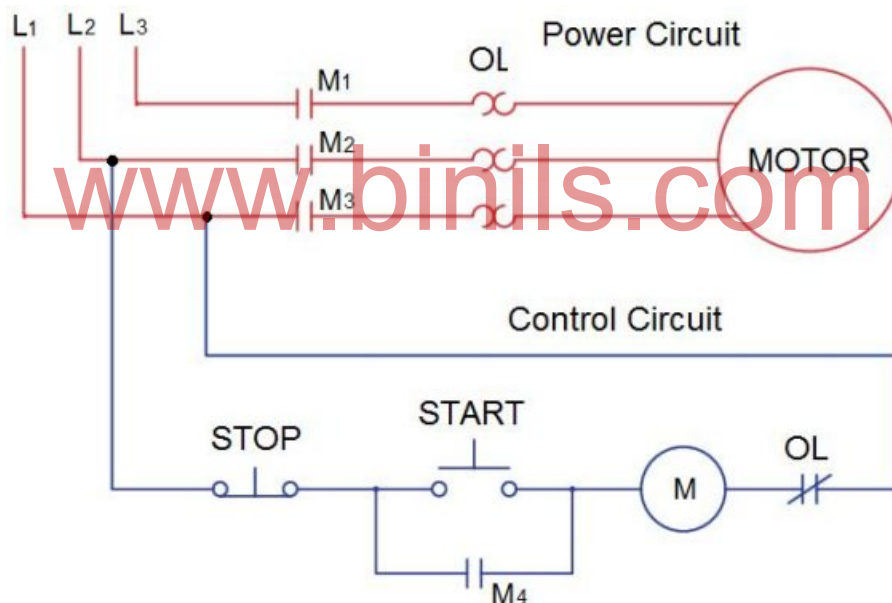 L1 L2 L3
Power Circuit
M1
OL
M2
MOTOR
www.binils.com
M3
Control Circuit
START
STOP
OL
M
M4